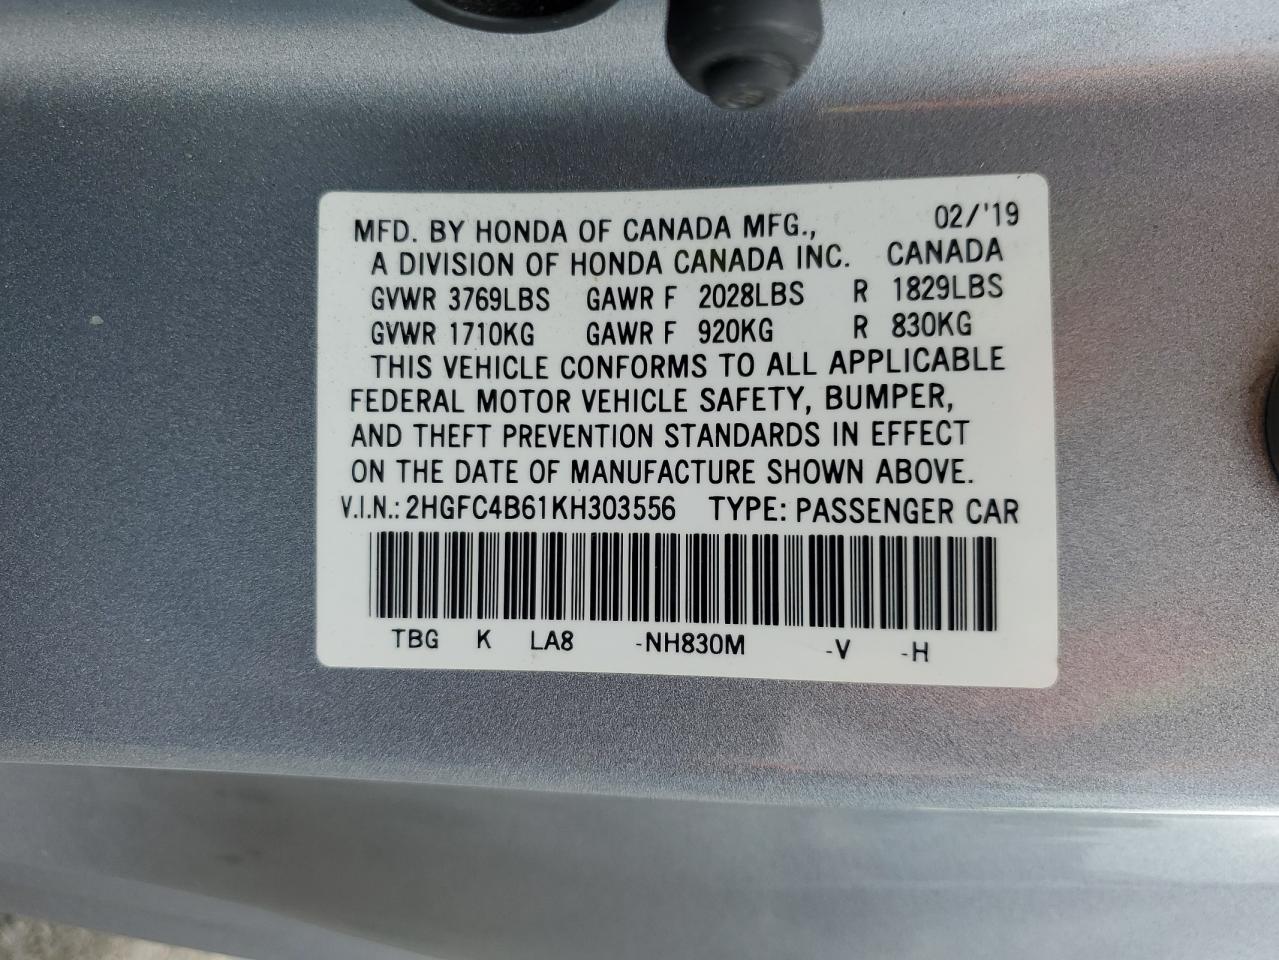 MFD. BY HONDA OF CANADA MFG., 02/'19
A DIVISION OF HONDA CANADA INC. CANADA
GVWR 3769LBS GAWR F 2028LBS R 1829LBS
GVWR 1710KG GAWR F 920KG R 830KG
THIS VEHICLE CONFORMS TO ALL APPLICABLE
FEDERAL MOTOR VEHICLE SAFETY, BUMPER,
AND THEFT PREVENTION STANDARDS IN EFFECT
ON THE DATE OF MANUFACTURE SHOWN ABOVE.
V.I.N.: 2HGFC4B61KH303556 TYPE: PASSENGER CAR
TBG K LA8 -NH830M -V -H